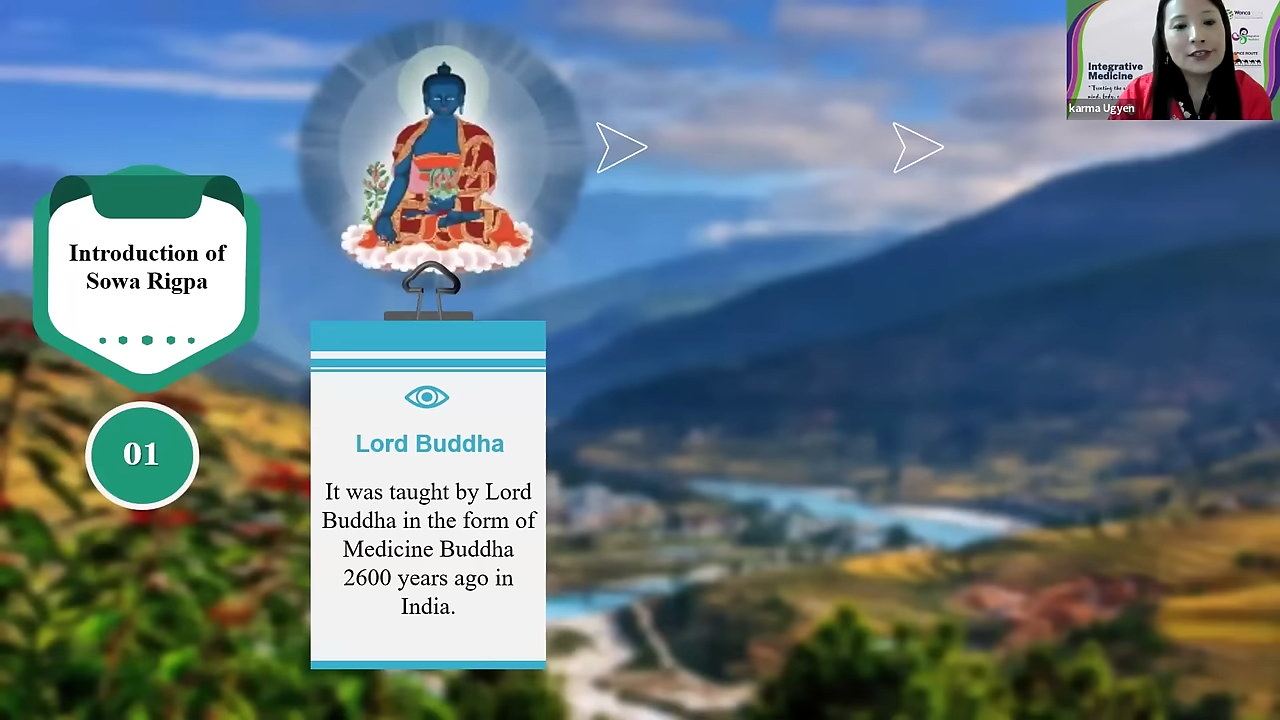 Introduction of
Sowa Rigpa
01
Lord Buddha
It was taught by Lord
Buddha in the form of
Medicine Buddha
2600 years ago in
India.
Integrative
Medicine
karma Ugyen
Wonca